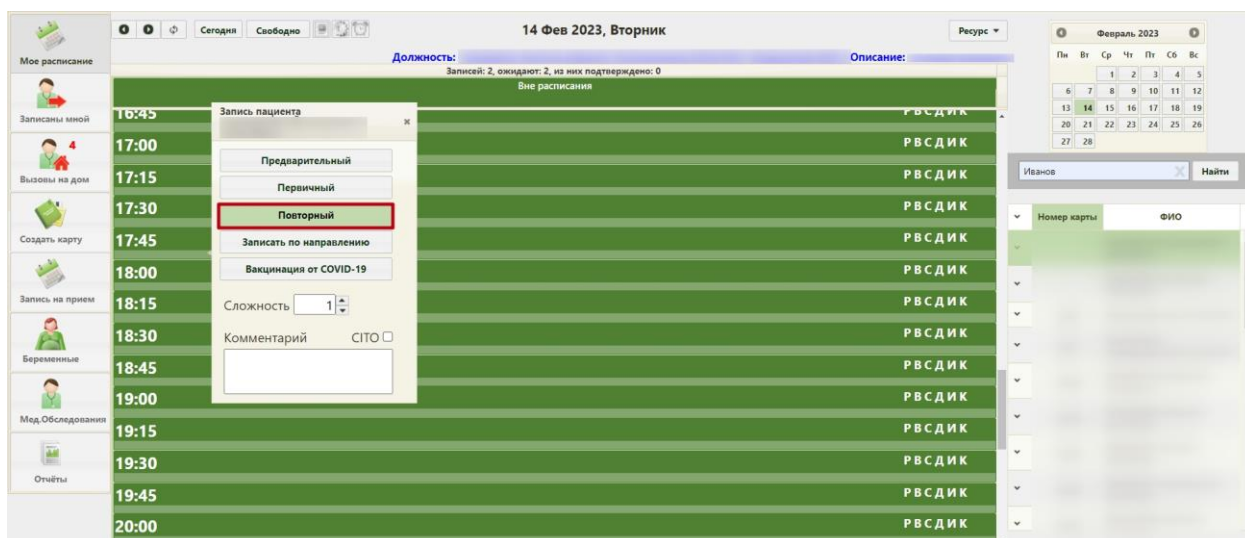 Мое расписание
Записаны мной
4
Вызовы на дом
Создать карту
Запись на прием
Беременные
Мед.Обследования
Отчёты
Сегодня Свободно
14 Фев 2023, Вторник
Ресурс
Должность: Описание:
Записей: 2, ожидают: 2, из них подтверждено: 0
Вне расписания
16:45 Р В С Д И К
17:00 Р В С Д И К
17:15 Р В С Д И К
17:30 Р В С Д И К
17:45 Р В С Д И К
18:00 Р В С Д И К
18:15 Р В С Д И К
18:30 Р В С Д И К
18:45 Р В С Д И К
19:00 Р В С Д И К
19:15 Р В С Д И К
19:30 Р В С Д И К
19:45 Р В С Д И К
20:00 Р В С Д И К
Запись пациента
Предварительный
Первичный
Повторный
Записать по направлению
Вакцинация от COVID-19
Сложность 1
Комментарий CITO
Февраль 2023
Пн Вт Ср Чт Пт Сб Вс
1 2 3 4 5
6 7 8 9 10 11 12
13 14 15 16 17 18 19
20 21 22 23 24 25 26
27 28
Иванов X Найти
Номер карты ФИО